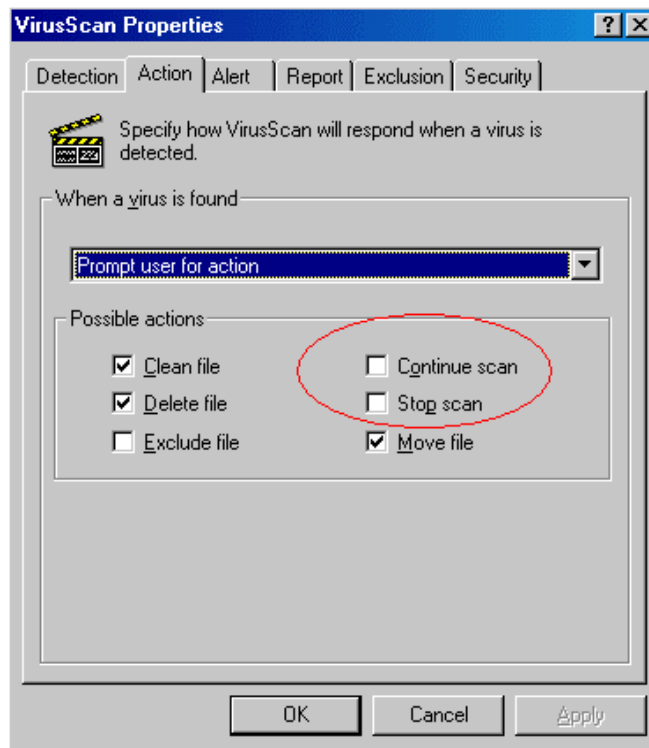 VirusScan Properties
Detection Action Alert Report Exclusion Security
Specify how VirusScan will respond when a virus is
detected.
When a virus is found
Prompt user for action
Possible actions
Clean file Continue scan
Delete file Stop scan
Exclude file Move file
OK Cancel Apply